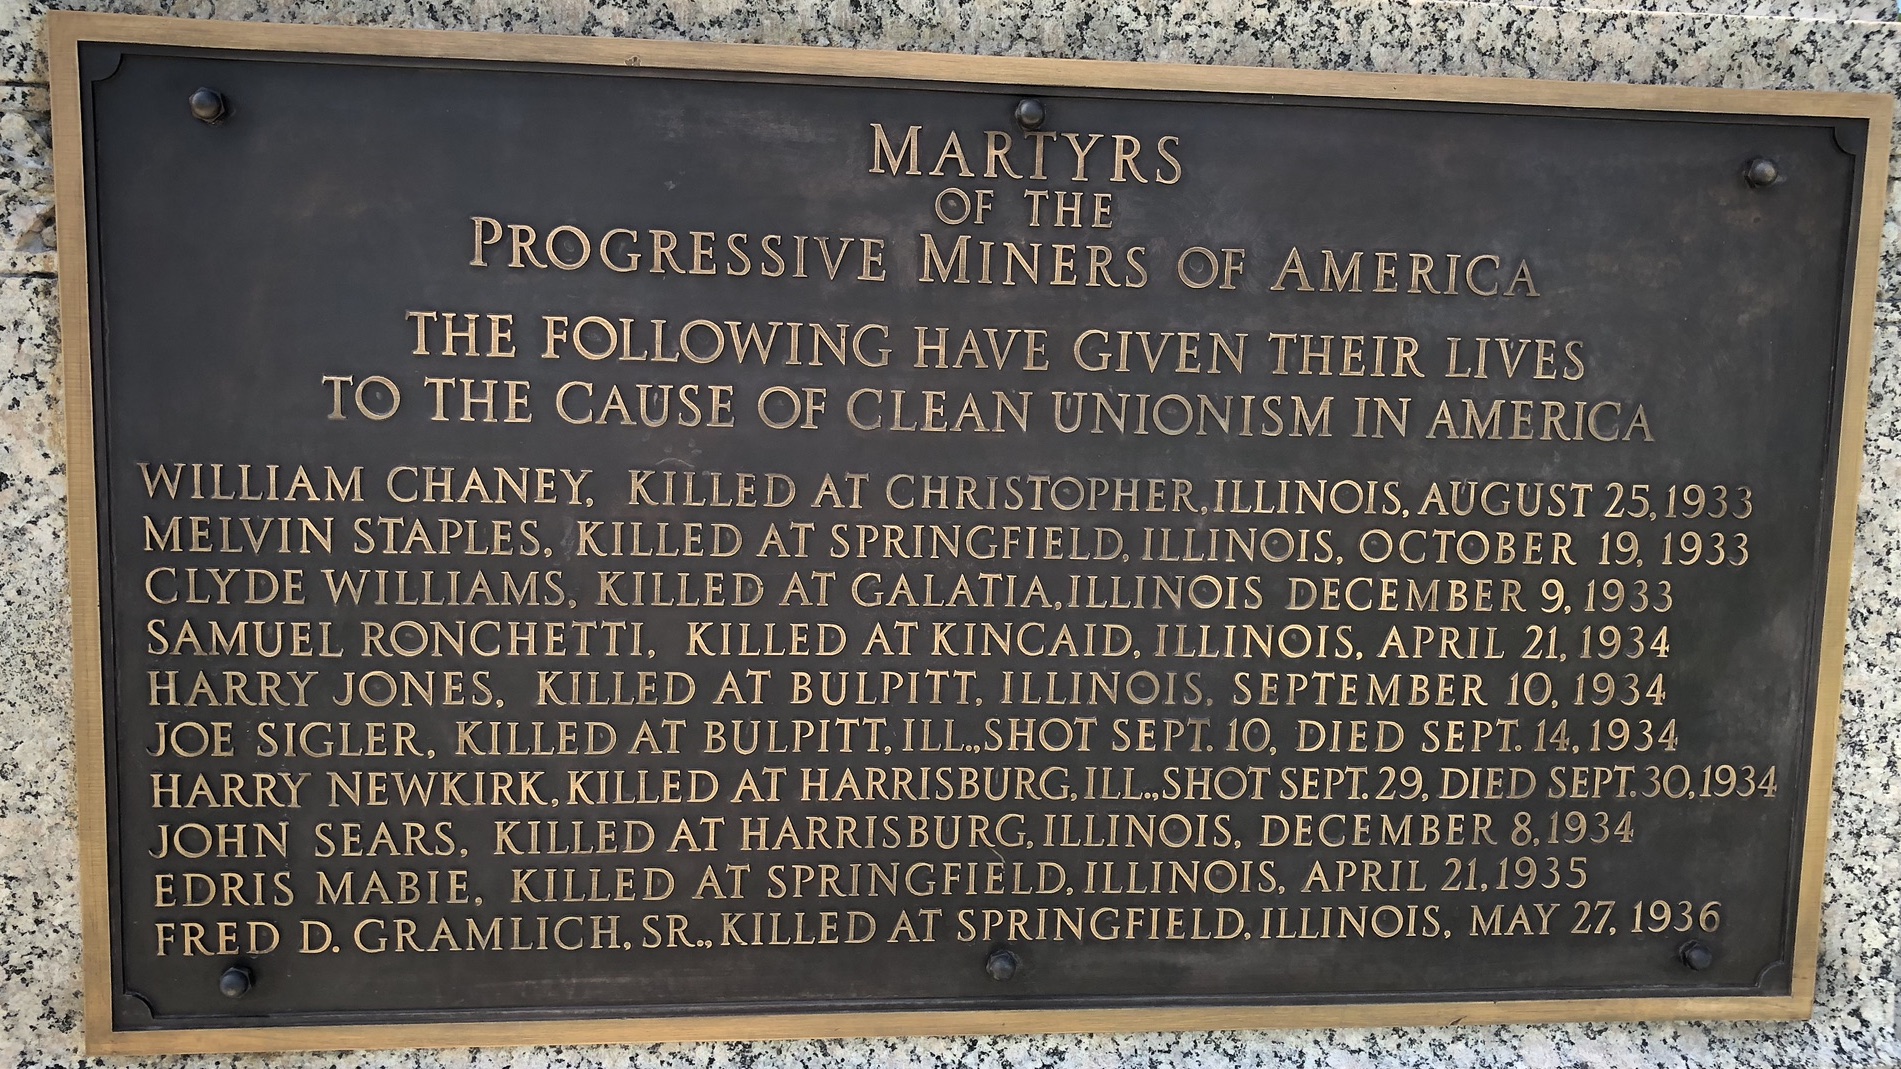 MARTYRS
OF THE
PROGRESSIVE MINERS OF AMERICA
THE FOLLOWING HAVE GIVEN THEIR LIVES
TO THE CAUSE OF CLEAN UNIONISM IN AMERICA
WILLIAM CHANEY, KILLED AT CHRISTOPHER, ILLINOIS, AUGUST 25, 1933
MELVIN STAPLES, KILLED AT SPRINGFIELD, ILLINOIS, OCTOBER 19, 1933
CLYDE WILLIAMS, KILLED AT GALATIA, ILLINOIS DECEMBER 9, 1933
SAMUEL RONCHETTI, KILLED AT KINCAID, ILLINOIS, APRIL 21, 1934
HARRY JONES, KILLED AT BULPITT, ILLINOIS, SEPTEMBER 10, 1934
JOE SIGLER, KILLED AT BULPITT, ILL., SHOT SEPT. 10, DIED SEPT. 14, 1934
HARRY NEWKIRK, KILLED AT HARRISBURG, ILL., SHOT SEPT. 29, DIED SEPT. 30, 1934
JOHN SEARS, KILLED AT HARRISBURG, ILLINOIS, DECEMBER 8, 1934
EDRIS MABIE, KILLED AT SPRINGFIELD, ILLINOIS, APRIL 21, 1935
FRED D. GRAMLICH, SR., KILLED AT SPRINGFIELD, ILLINOIS, MAY 27, 1936